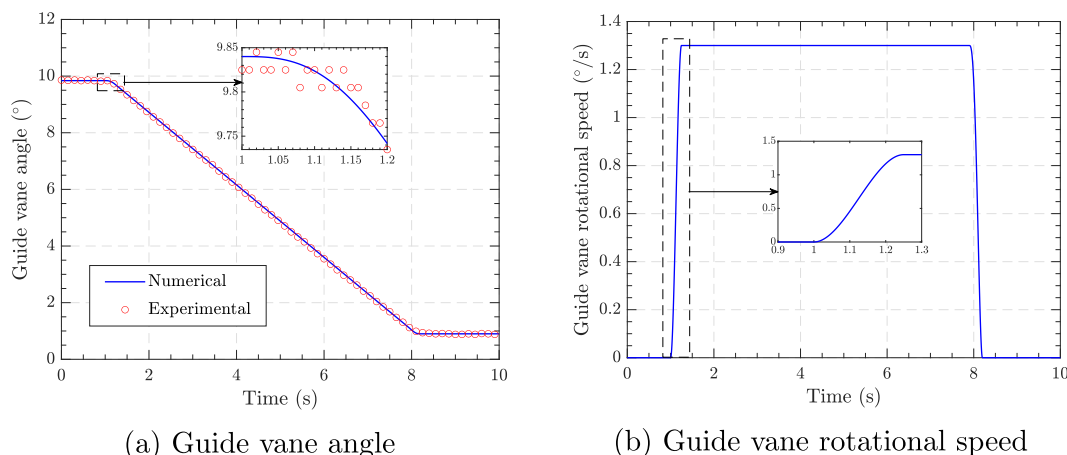 12
10
8
6
4
2
0
Guide vane angle (°)
9.85
9.8
9.75
1 1.05 1.1 1.15 1.2
Numerical
Experimental
0 2 4 6 8 10
Time (s)
(a) Guide vane angle
1.4
1.2
1
0.8
0.6
0.4
0.2
0
Guide vane rotational speed (°/s)
1.5
1
0.5
0
0.9 1 1.1 1.2 1.3
0 2 4 6 8 10
Time (s)
(b) Guide vane rotational speed